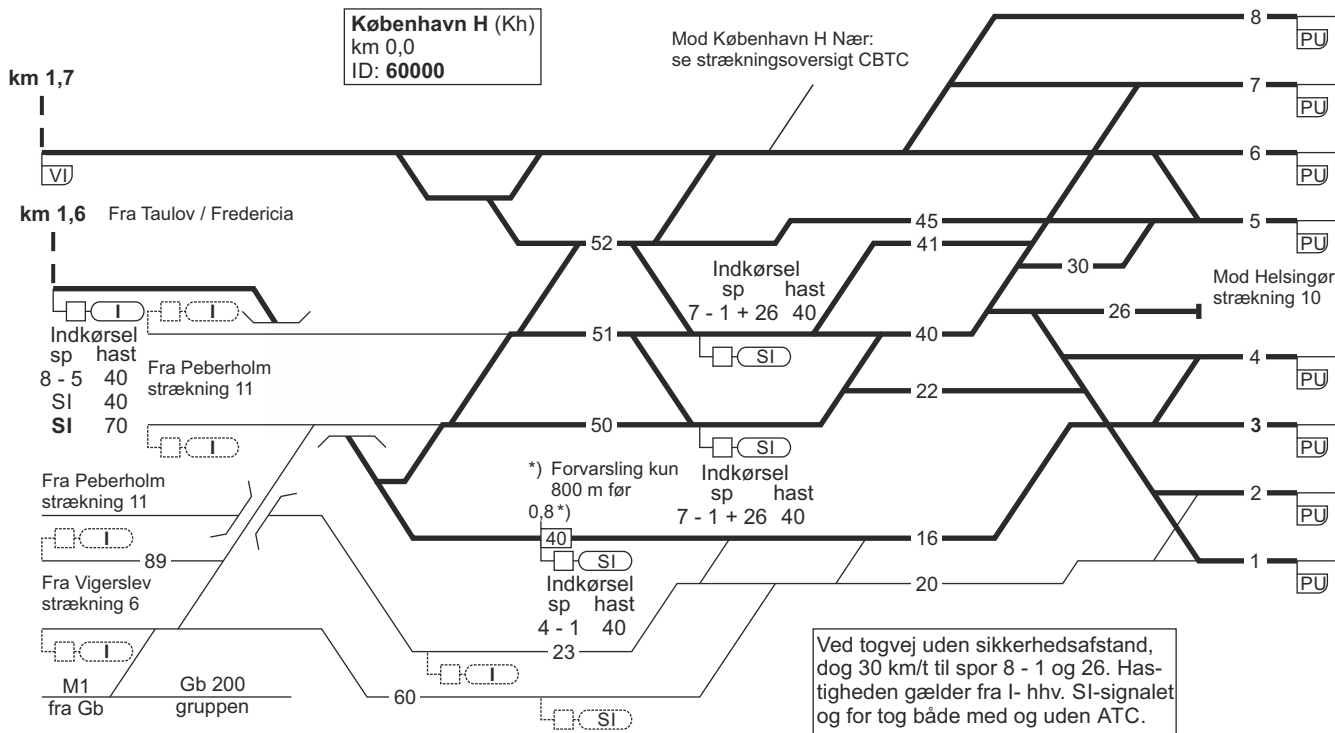 København H (Kh)
km 0,0
ID: 60000
Mod København H Nær:
se strækningsoversigt CBTC
8
PU
km 1,7
7
PU
6
PU
VI
km 1,6 Fra Taulov / Fredericia
45
5
PU
52
41
Indkørsel
sp hast
7 - 1 + 26 40
30
Mod Helsingør
strækning 10
I
I
26
Indkørsel
sp hast
8 - 5 40
SI 40
SI 70
Fra Peberholm
strækning 11
51
40
SI
4
PU
22
I
50
3
PU
SI
*) Forvarsling kun
800 m før
Indkørsel
sp hast
7 - 1 + 26 40
Fra Peberholm
strækning 11
2
PU
0,8 *)
40
16
I
89
SI
1
PU
Fra Vigerslev
strækning 6
Indkørsel
sp hast
4 - 1 40
20
I
23
I
M1
fra Gb
Gb 200
gruppen
60
SI
Ved togvej uden sikkerhedsafstand,
dog 30 km/t til spor 8 - 1 og 26. Has-
tigheden gælder fra I- hhv. SI-signalet
og for tog både med og uden ATC.